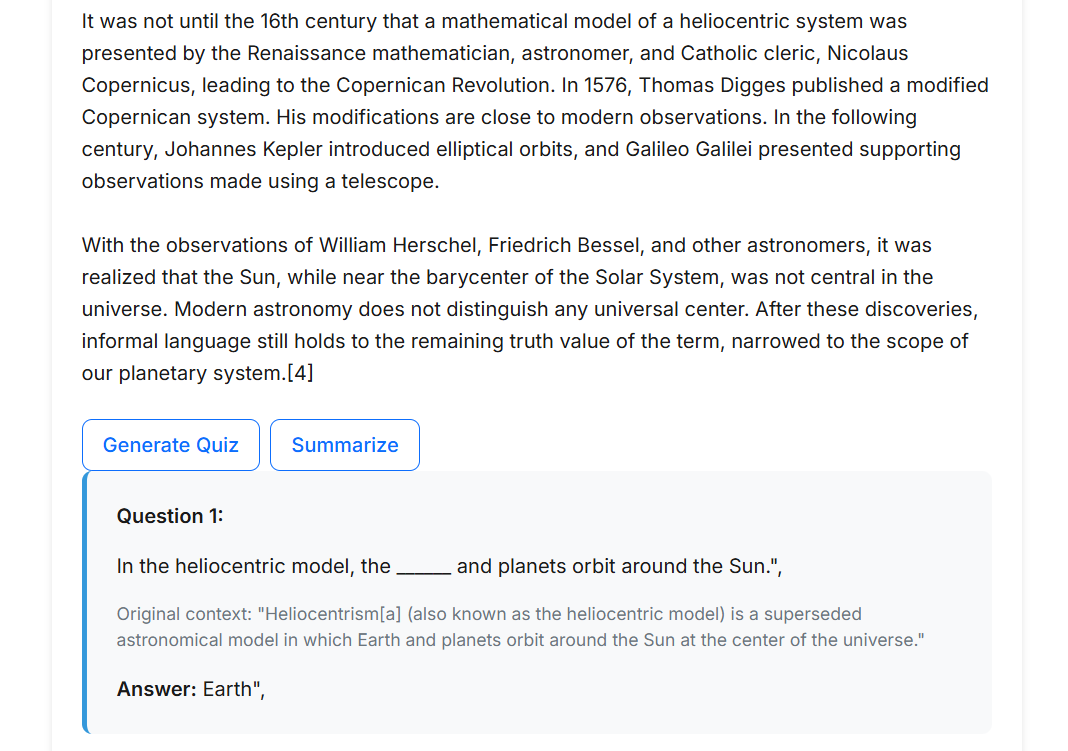 It was not until the 16th century that a mathematical model of a heliocentric system was
presented by the Renaissance mathematician, astronomer, and Catholic cleric, Nicolaus
Copernicus, leading to the Copernican Revolution. In 1576, Thomas Digges published a modified
Copernican system. His modifications are close to modern observations. In the following
century, Johannes Kepler introduced elliptical orbits, and Galileo Galilei presented supporting
observations made using a telescope.
With the observations of William Herschel, Friedrich Bessel, and other astronomers, it was
realized that the Sun, while near the barycenter of the Solar System, was not central in the
universe. Modern astronomy does not distinguish any universal center. After these discoveries,
informal language still holds to the remaining truth value of the term, narrowed to the scope of
our planetary system.[4]
Generate Quiz Summarize
Question 1:
In the heliocentric model, the _____ and planets orbit around the Sun.",
Original context: "Heliocentrism[a] (also known as the heliocentric model) is a superseded
astronomical model in which Earth and planets orbit around the Sun at the center of the universe."
Answer: Earth",